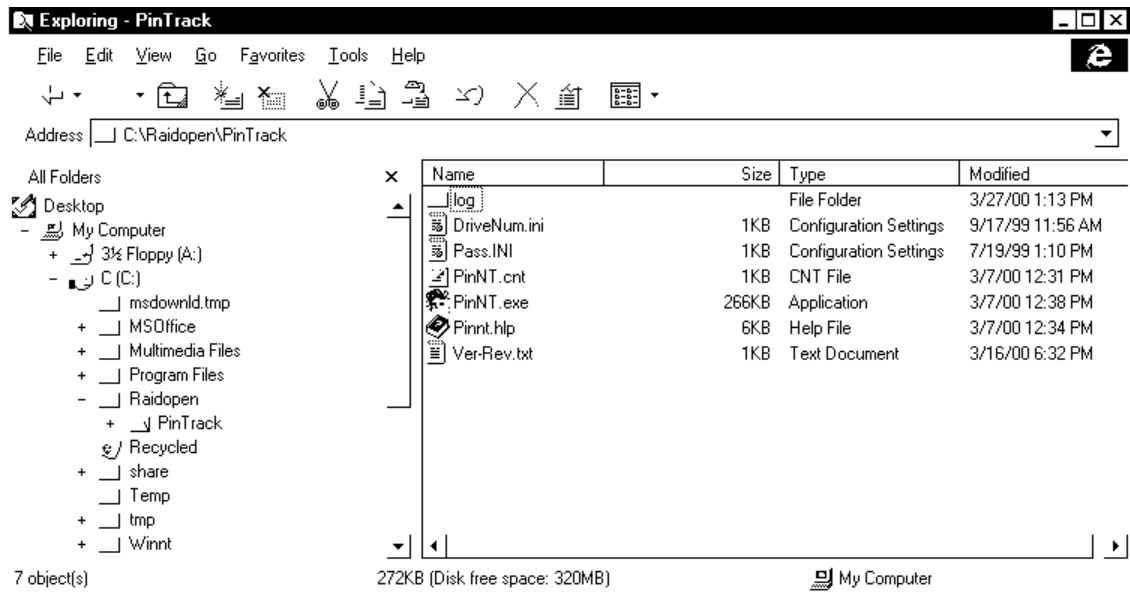 Exploring - PinTrack
File Edit View Go Favorites Tools Help
Address C:\Raidopen\PinTrack
All Folders
Desktop
My Computer
3½ Floppy (A:)
C (C:)
msdownld.tmp
MSOffice
Multimedia Files
Program Files
Raidopen
PinTrack
Recycled
share
Temp
tmp
Winnt
Name Size Type Modified
log File Folder 3/27/00 1:13 PM
DriveNum.ini 1KB Configuration Settings 9/17/99 11:56 AM
Pass.INI 1KB Configuration Settings 7/19/99 1:10 PM
PinNT.cnt 1KB CNT File 3/7/00 12:31 PM
PinNT.exe 266KB Application 3/7/00 12:38 PM
Pinnt.hlp 6KB Help File 3/7/00 12:34 PM
Ver-Rev.txt 1KB Text Document 3/16/00 6:32 PM
7 object(s) 272KB (Disk free space: 320MB) My Computer